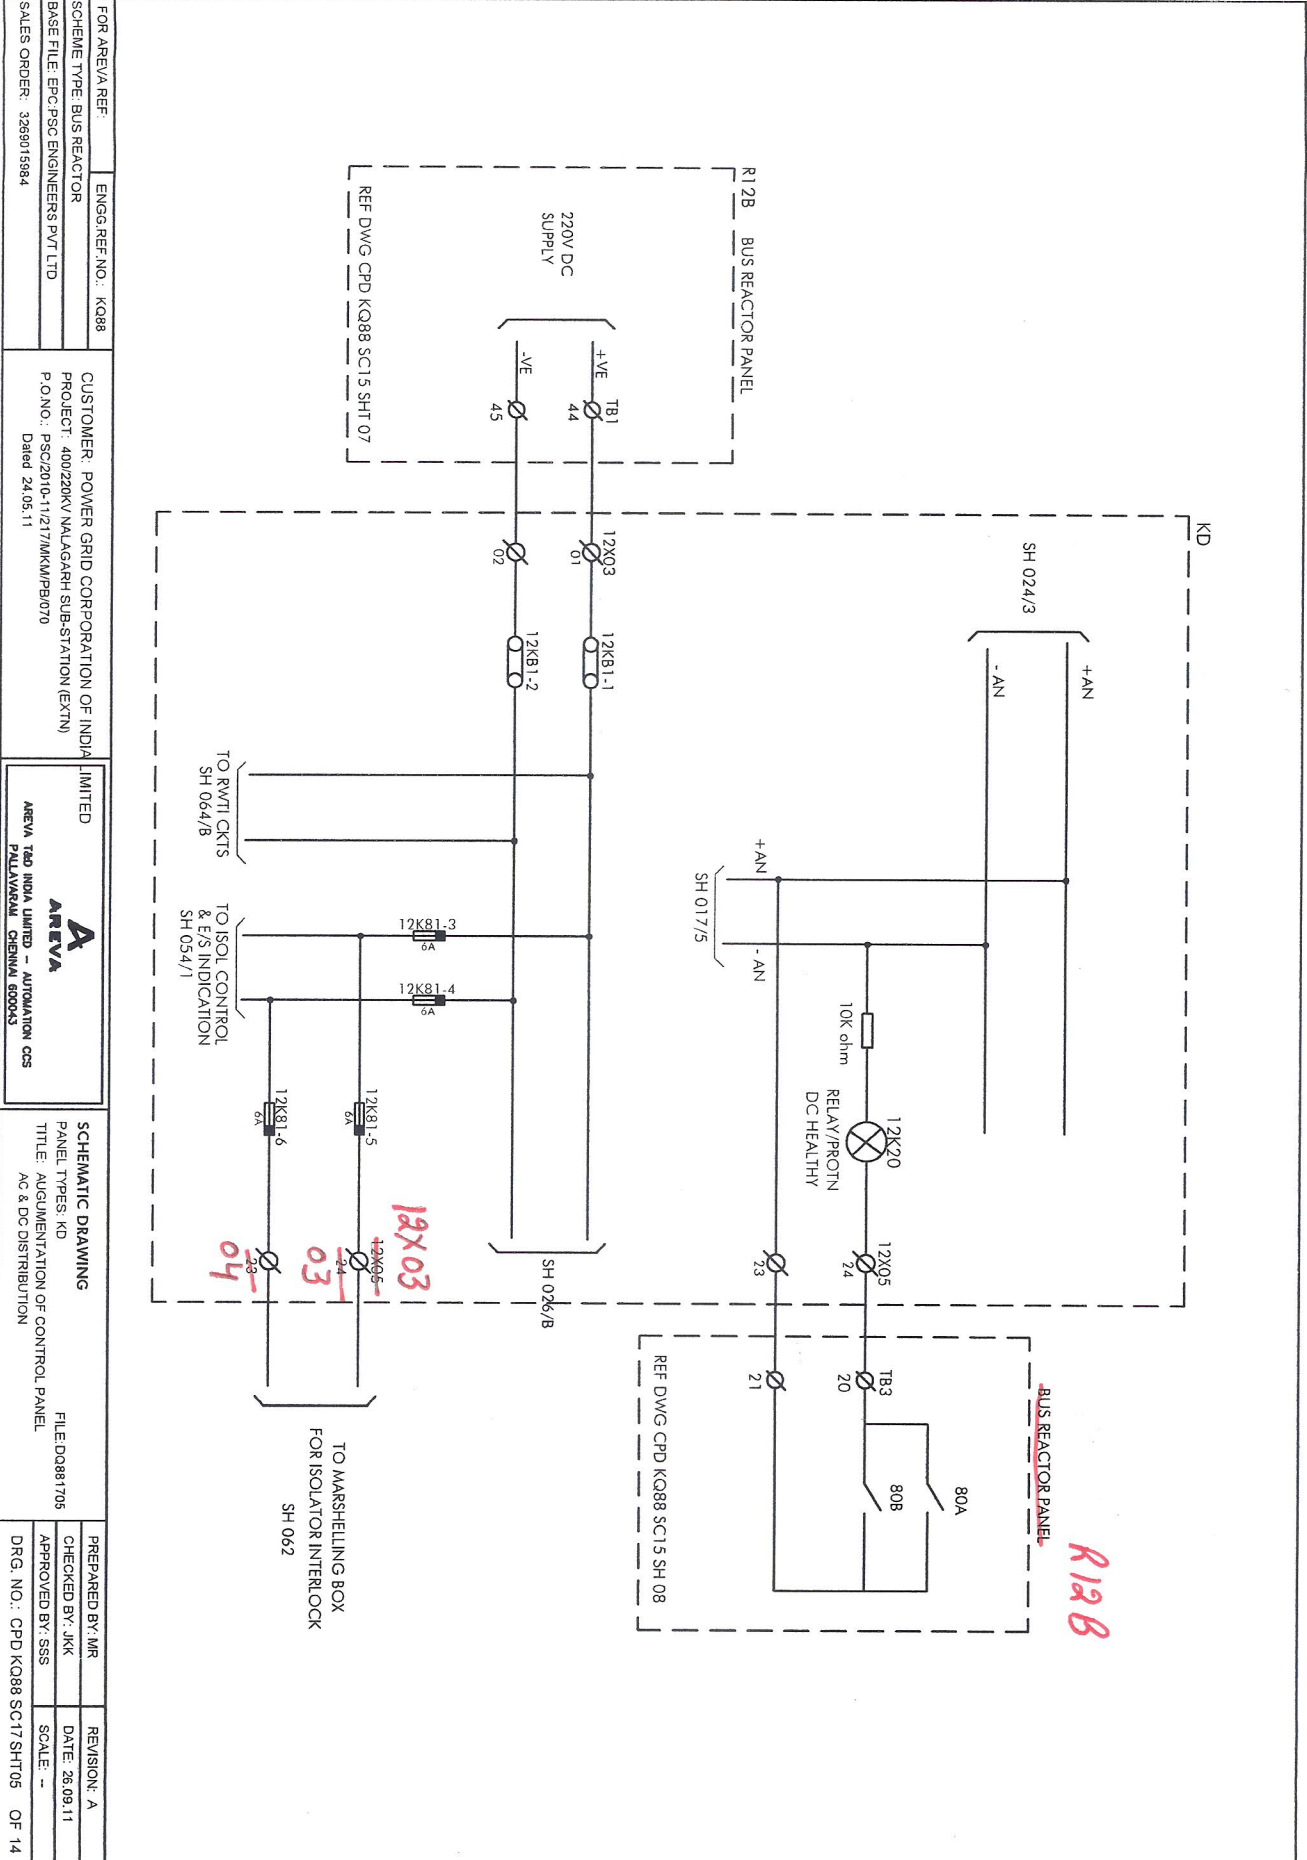 KD
SH 024/3
+AN
- AN
+AN
- AN
SH 017/5
10K ohm
12K20
RELAY/PROTN
DC HEALTHY
12X05
24
23
BUS REACTOR PANEL
R12B
TB3
20
21
80A
80B
REF DWG CPD KQ88 SC15 SH 08
R12B BUS REACTOR PANEL
220V DC
SUPPLY
+VE
-VE
TB1
44
45
REF DWG CPD KQ88 SC15 SHT 07
12X03
01
02
12KB1-1
12KB1-2
TO RWTI CKTS
SH 064/B
12K81-3
6A
12K81-4
6A
TO ISOL CONTROL
& E/S INDICATION
SH 054/1
12K81-5
6A
12K81-6
6A
SH 026/B
12X03
12X05
24
03
23
04
TO MARSHELLING BOX
FOR ISOLATOR INTERLOCK
SH 062
FOR AREVA REF: ENGG.REF.NO.: KQ88
SCHEME TYPE: BUS REACTOR
BASE FILE: EPC:PSC ENGINEERS PVT LTD
SALES ORDER: 3269015984
CUSTOMER: POWER GRID CORPORATION OF INDIA LIMITED
PROJECT: 400/220KV NALAGARH SUB-STATION (EXTN)
P.O.NO.: PSC/2010-11/217/MKM/PB/070
Dated 24.05.11
A
AREVA
AREVA T&D INDIA LIMITED – AUTOMATION CCS
PALLAVARAM CHENNAI 600043
SCHEMATIC DRAWING
PANEL TYPES: KD FILE:DQ881705
TITLE: AUGUMENTATION OF CONTROL PANEL
AC & DC DISTRIBUTION
PREPARED BY: MR REVISION: A
CHECKED BY: JKK DATE: 26.09.11
APPROVED BY: SSS SCALE: --
DRG. NO.: CPD KQ88 SC17 SHT05 OF 14